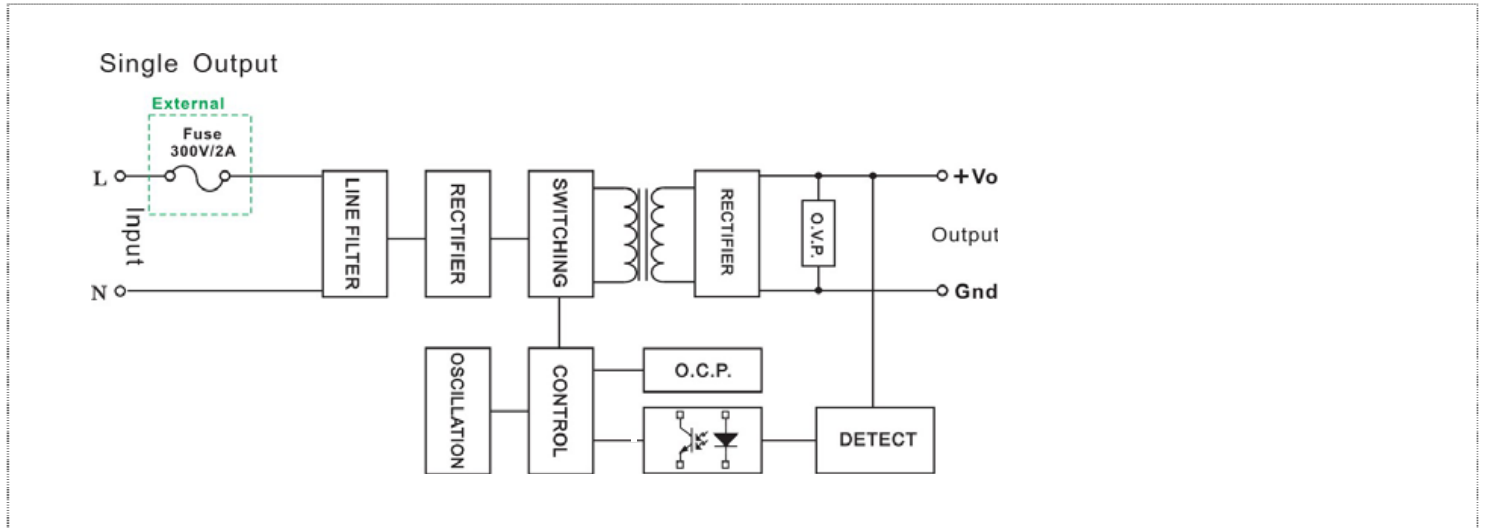 Single Output
External
Fuse
300V/2A
L
Input
N
LINE FILTER
RECTIFIER
SWITCHING
RECTIFIER
O.V.P.
+Vo
Output
Gnd
OSCILLATION
CONTROL
O.C.P.
DETECT